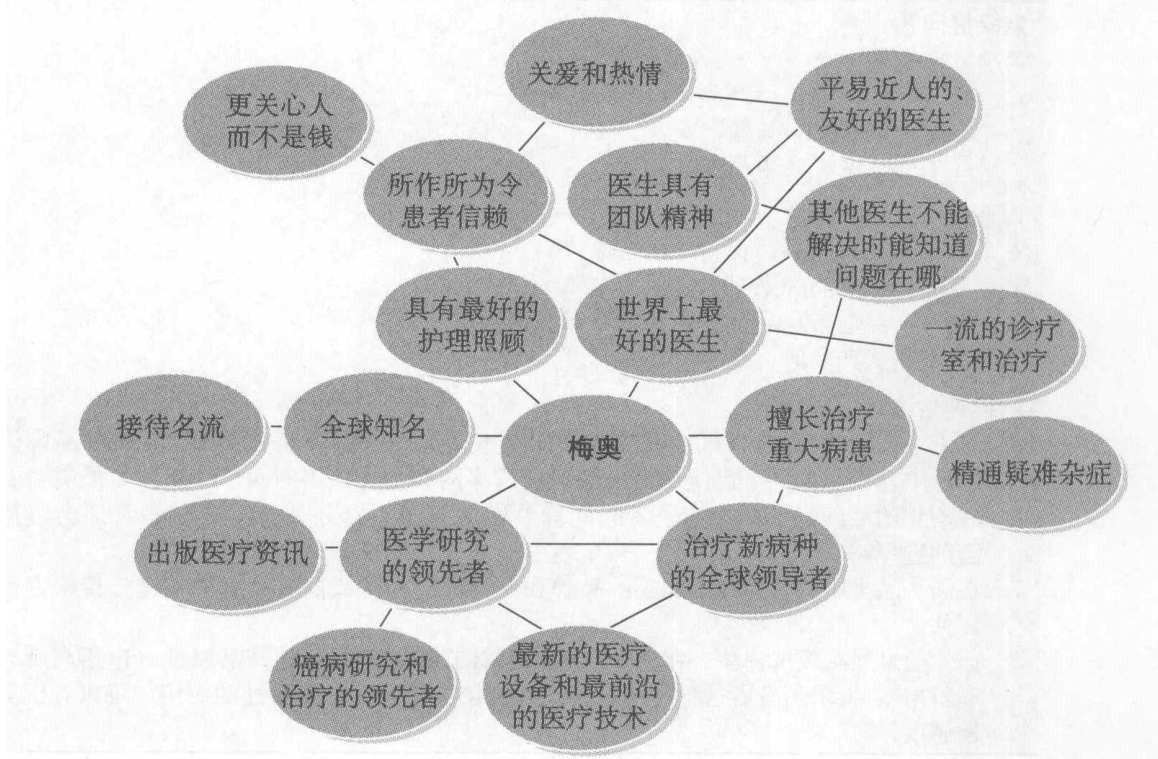 关爱和热情
平易近人的、
友好的医生
更关心人
而不是钱
所作所为令
患者信赖
医生具有
团队精神
其他医生不能
解决时能知道
问题在哪
具有最好的
护理照顾
世界上最
好的医生
一流的诊疗
室和治疗
接待名流
全球知名
梅奥
擅长治疗
重大病患
精通疑难杂症
出版医疗资讯
医学研究
的领先者
治疗新病种
的全球领导者
癌病研究和
治疗的领先者
最新的医疗
设备和最前沿
的医疗技术